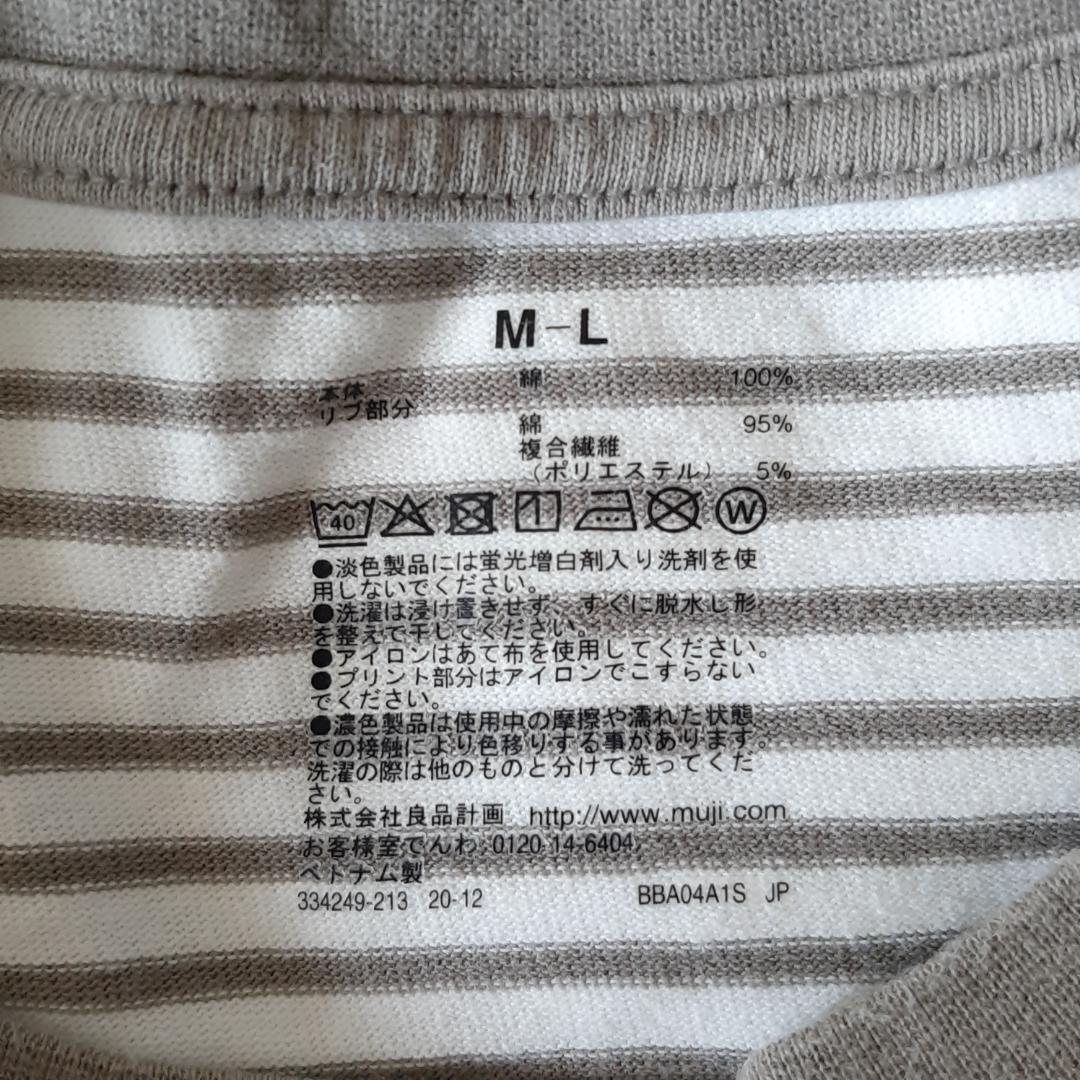 M-L
本体 綿 100%
リブ部分
綿 95%
複合繊維
(ポリエステル) 5%
40 W
●淡色製品には蛍光増白剤入り洗剤を使
用しないでください。
●洗濯は浸け置きせず、すぐに脱水し形
を整えて干してください。
●アイロンはあて布を使用してください。
●プリント部分はアイロンでこすらない
でください。
●濃色製品は使用中の摩擦や濡れた状態
での接触により色移りする事があります。
洗濯の際は他のものと分けて洗ってくだ
さい。
株式会社良品計画 http://www.muji.com
お客様室でんわ 0120-14-6404
ベトナム製
334249-213 20-12 BBA04A1S JP